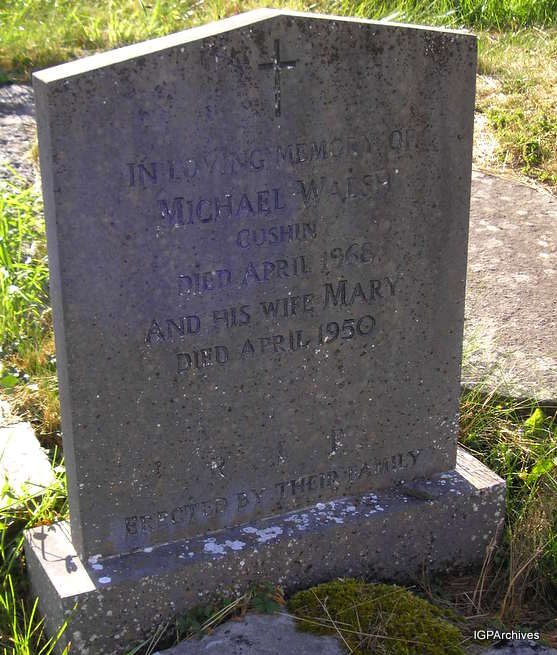 IN LOVING MEMORY OF
MICHAEL WALSH
CUSHIN
DIED APRIL 1968
AND HIS WIFE MARY
DIED APRIL 1950
R I P
ERECTED BY THEIR FAMILY
IGPArchives